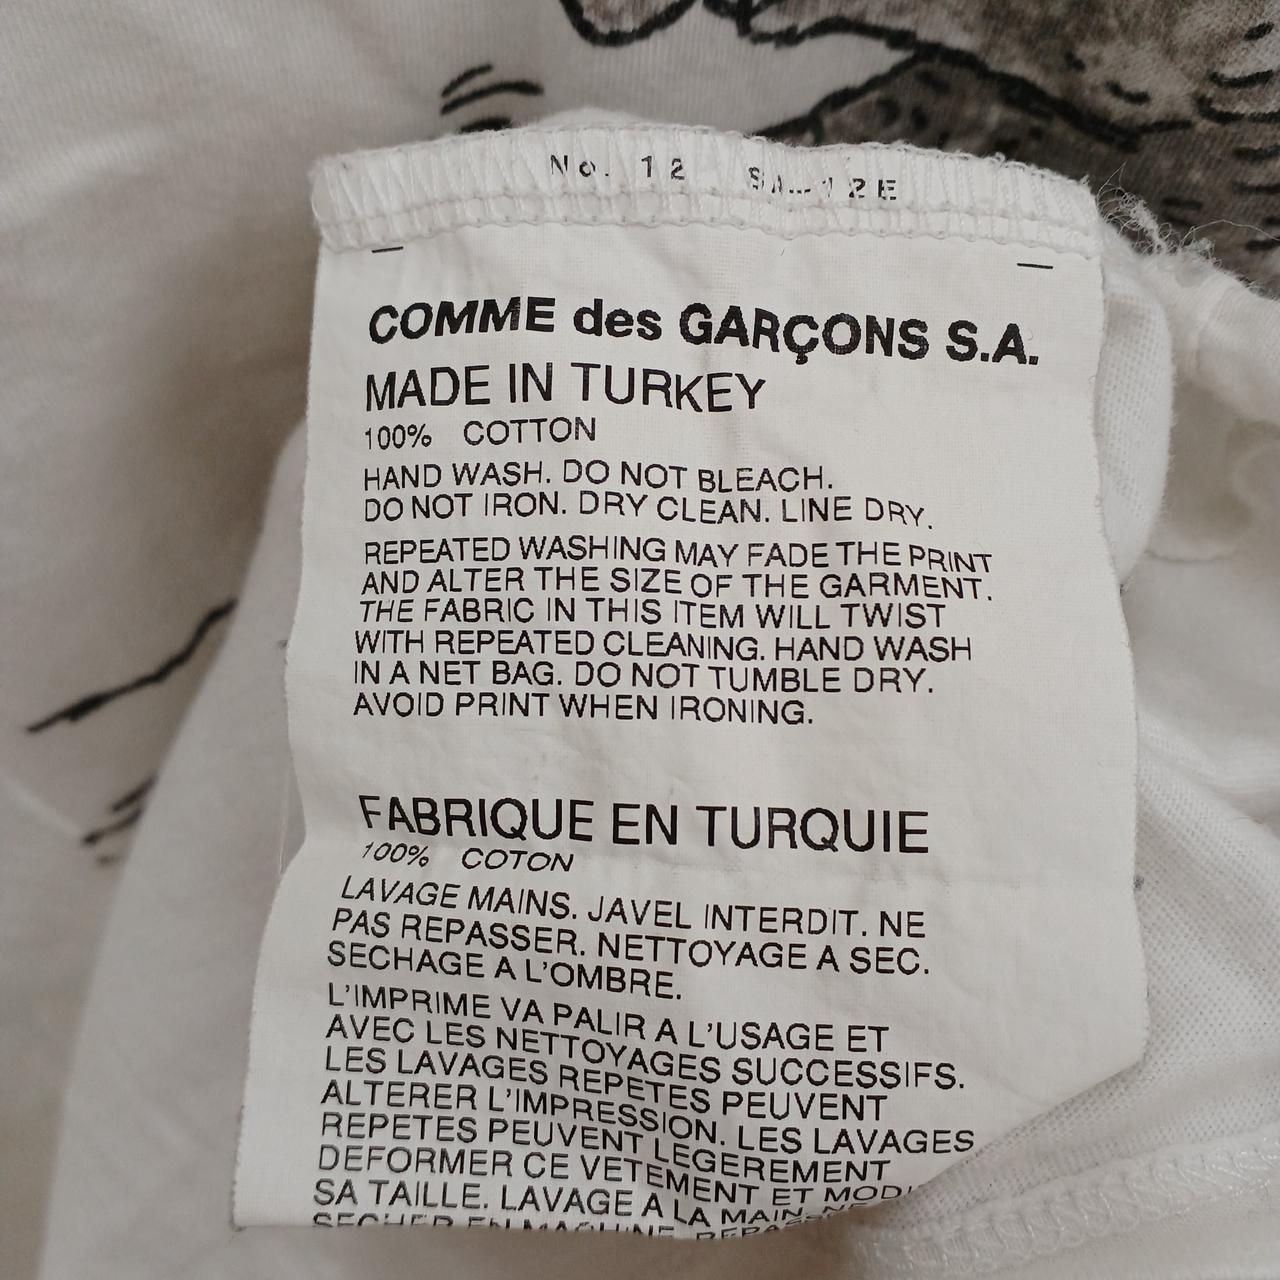 No. 12
COMME des GARÇONS S.A.
MADE IN TURKEY
100% COTTON
HAND WASH. DO NOT BLEACH.
DO NOT IRON. DRY CLEAN. LINE DRY.
REPEATED WASHING MAY FADE THE PRINT
AND ALTER THE SIZE OF THE GARMENT.
THE FABRIC IN THIS ITEM WILL TWIST
WITH REPEATED CLEANING. HAND WASH
IN A NET BAG. DO NOT TUMBLE DRY.
AVOID PRINT WHEN IRONING.
FABRIQUE EN TURQUIE
100% COTON
LAVAGE MAINS. JAVEL INTERDIT. NE
PAS REPASSER. NETTOYAGE A SEC.
SECHAGE A L'OMBRE.
L'IMPRIME VA PALIR A L'USAGE ET
AVEC LES NETTOYAGES SUCCESSIFS.
LES LAVAGES REPETES PEUVENT
ALTERER L'IMPRESSION. LES LAVAGES
REPETES PEUVENT LEGEREMENT
DEFORMER CE VETEMENT ET
SA TAILLE. LAVAGE A LA MAIN. NE
SECHER EN MACHINE.